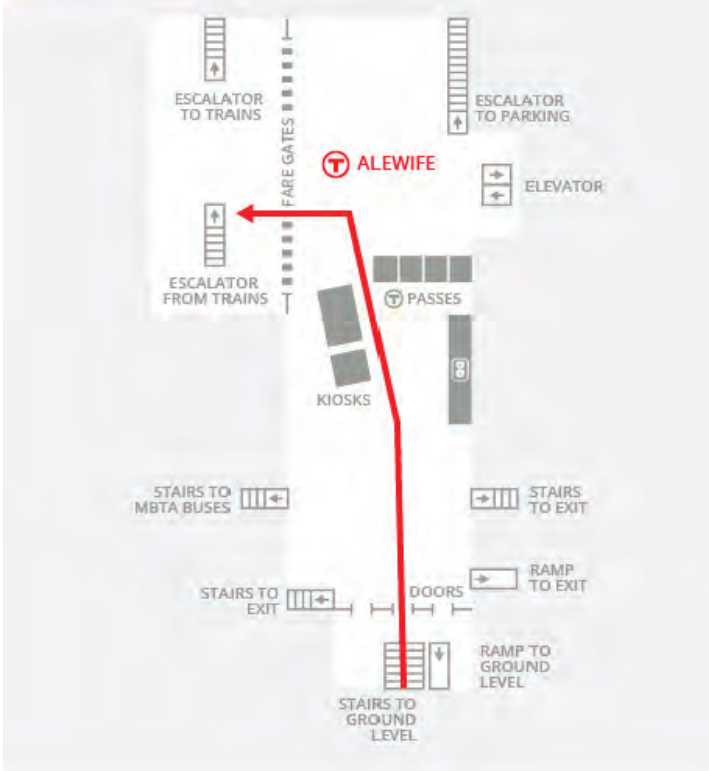 ESCALATOR
TO TRAINS
FARE GATES
ESCALATOR
TO PARKING
T ALEWIFE
ELEVATOR
ESCALATOR
FROM TRAINS
T PASSES
KIOSKS
STAIRS TO
MBTA BUSES
STAIRS
TO EXIT
RAMP
TO EXIT
STAIRS TO
EXIT
DOORS
RAMP TO
GROUND
LEVEL
STAIRS TO
GROUND
LEVEL